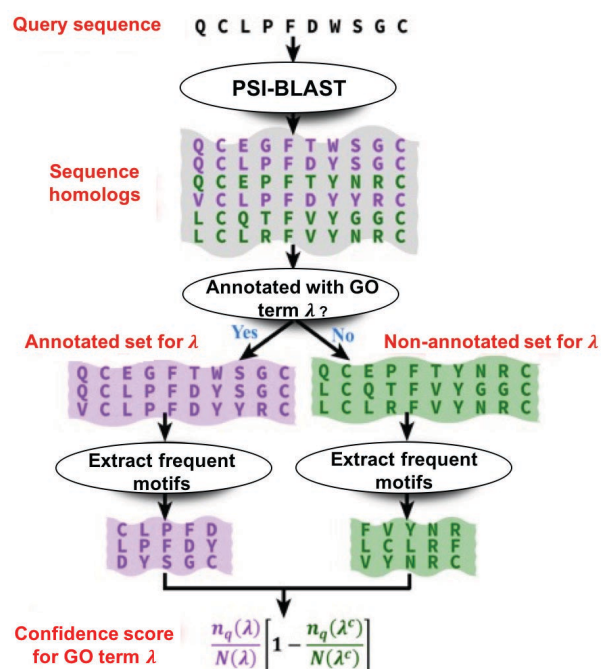 Query sequence
Q C L P F D W S G C
PSI-BLAST
Sequence
homologs
Q C E G F T W S G C
Q C L P F D Y S G C
Q C E P F T Y N R C
V C L P F D Y Y R C
L C Q T F V Y G G C
L C L R F V Y N R C
Annotated with GO
term λ ?
Yes
No
Annotated set for λ
Non-annotated set for λ
Q C E G F T W S G C
Q C L P F D Y S G C
V C L P F D Y Y R C
Q C E P F T Y N R C
L C Q T F V Y G G C
L C L R F V Y N R C
Extract frequent
motifs
Extract frequent
motifs
C L P F D
L P F D Y
D Y S G C
F V Y N R
L C L R F
V Y N R C
Confidence score
for GO term λ
n_q(λ)/N(λ) [1 − n_q(λ^c)/N(λ^c)]